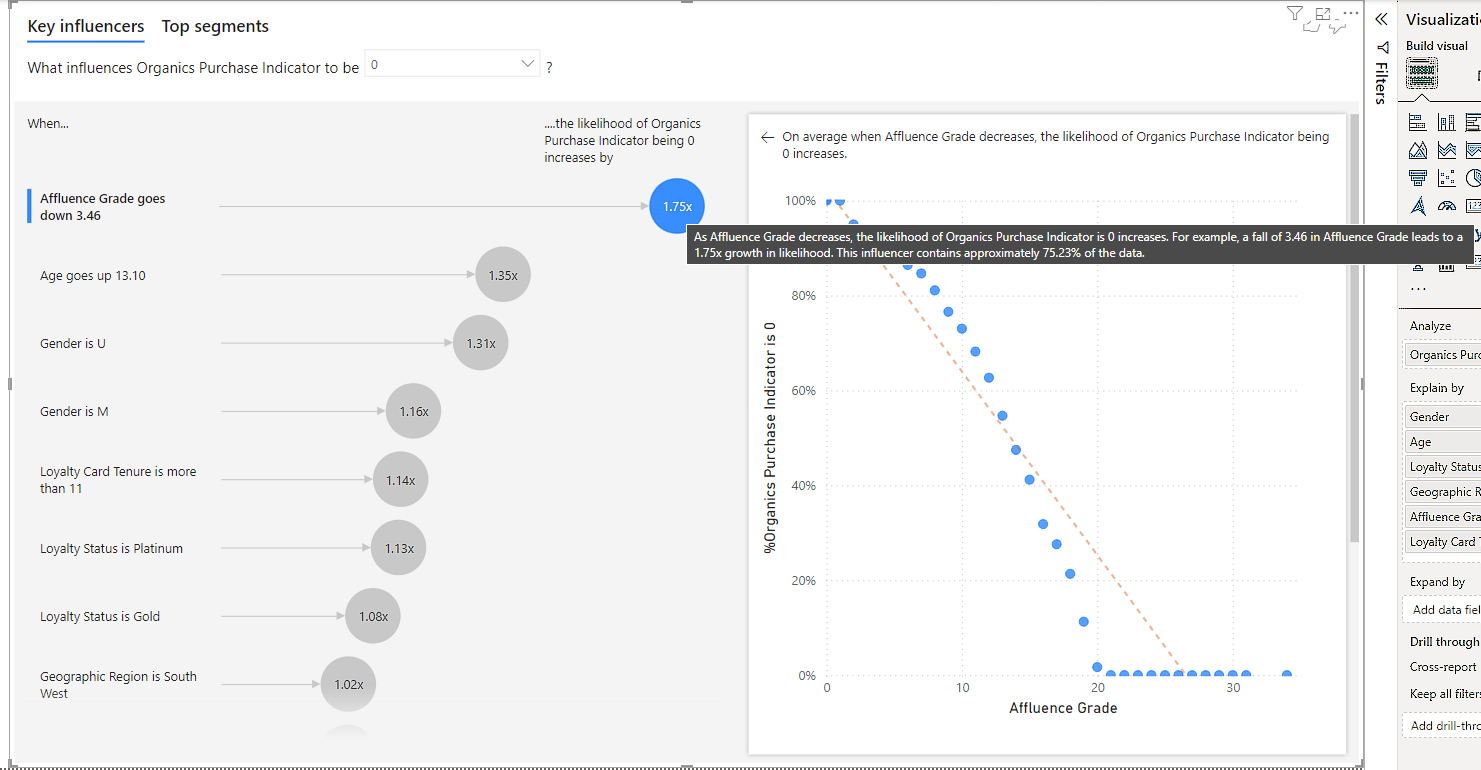 Key influencers Top segments
What influences Organics Purchase Indicator to be 0 ?
When...
....the likelihood of Organics
Purchase Indicator being 0
increases by
Affluence Grade goes
down 3.46
1.75x
Age goes up 13.10
1.35x
Gender is U
1.31x
Gender is M
1.16x
Loyalty Card Tenure is more
than 11
1.14x
Loyalty Status is Platinum
1.13x
Loyalty Status is Gold
1.08x
Geographic Region is South
West
1.02x
On average when Affluence Grade decreases, the likelihood of Organics Purchase Indicator being
0 increases.
As Affluence Grade decreases, the likelihood of Organics Purchase Indicator is 0 increases. For example, a fall of 3.46 in Affluence Grade leads to a
1.75x growth in likelihood. This influencer contains approximately 75.23% of the data.
%Organics Purchase Indicator is 0
100%
80%
60%
40%
20%
0%
0 10 20 30
Affluence Grade
Filters
Visualizati
Build visual
...
Analyze
Organics Purc
Explain by
Gender
Age
Loyalty Status
Geographic R
Affluence Gra
Loyalty Card
Expand by
Add data fiel
Drill through
Cross-report
Keep all filters
Add drill-thro